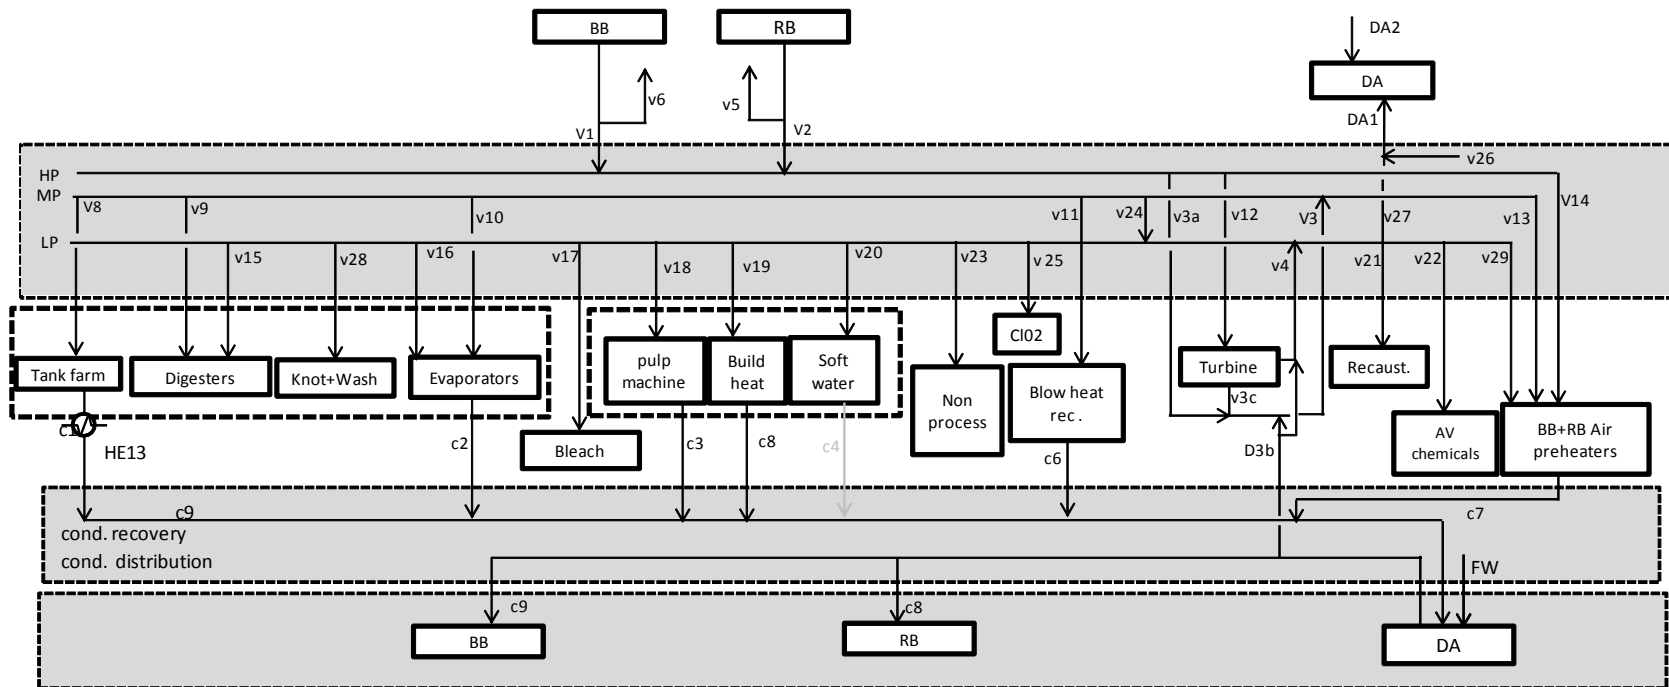 BB
RB
DA2
v6
v5
DA
V1
V2
DA1
v26
HP
MP
V8
v9
v10
v11
v24
v3a
v12
V3
v27
v13
V14
LP
v15
v28
v16
v17
v18
v19
v20
v23
v 25
v4
v21
v22
v29
Cl02
Tank farm
Digesters
Knot+Wash
Evaporators
pulp
machine
Build
heat
Soft
water
Non
process
Blow heat
rec .
Turbine
v3c
Recaust.
c1
HE13
c2
Bleach
c3
c8
c4
c6
D3b
AV
chemicals
BB+RB Air
preheaters
c9
c7
cond. recovery
cond. distribution
FW
c9
c8
BB
RB
DA